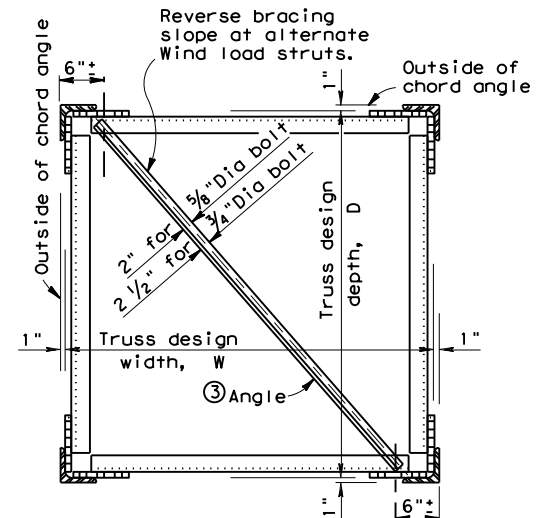 Reverse bracing
slope at alternate
Wind load struts.
6"±
1"
Outside of
chord angle
Outside of chord angle
5/8"Dia bolt
3/4"Dia bolt
2" for
2 1/2" for
Truss design
depth, D
1"
Truss design
width, W
1"
3 Angle
1"
6"±